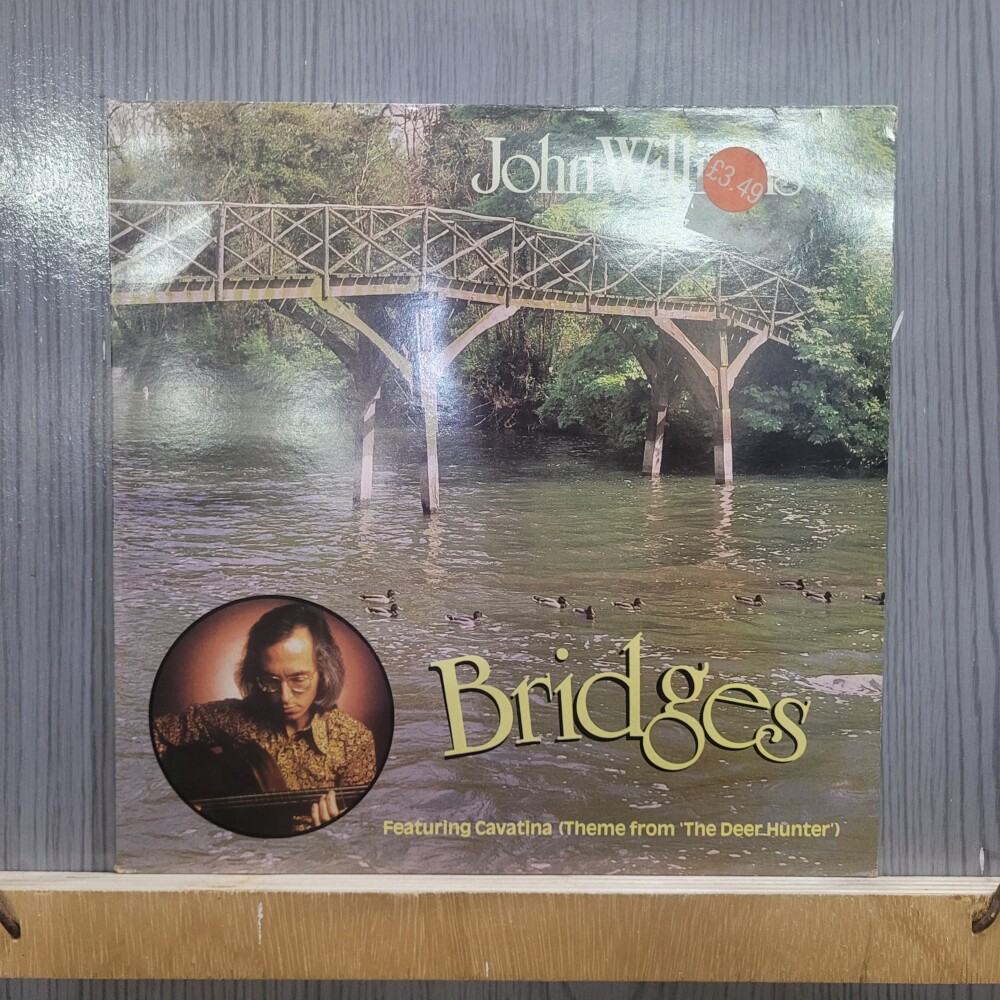 John Williams
£3.49
Bridges
Featuring Cavatina (Theme from 'The Deer Hunter')